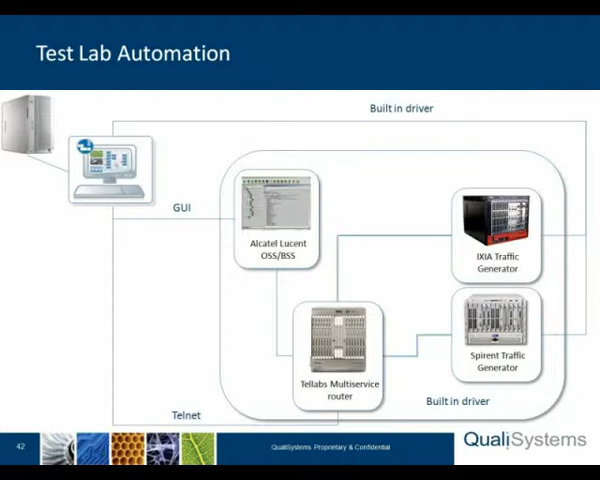 Test Lab Automation
Built in driver
GUI
Alcatel Lucent
OSS/BSS
IXIA Traffic
Generator
Spirent Traffic
Generator
Tellabs Multiservice
router
Built in driver
Telnet
42
QualiSystems Proprietary & Confidential
QualiSystems